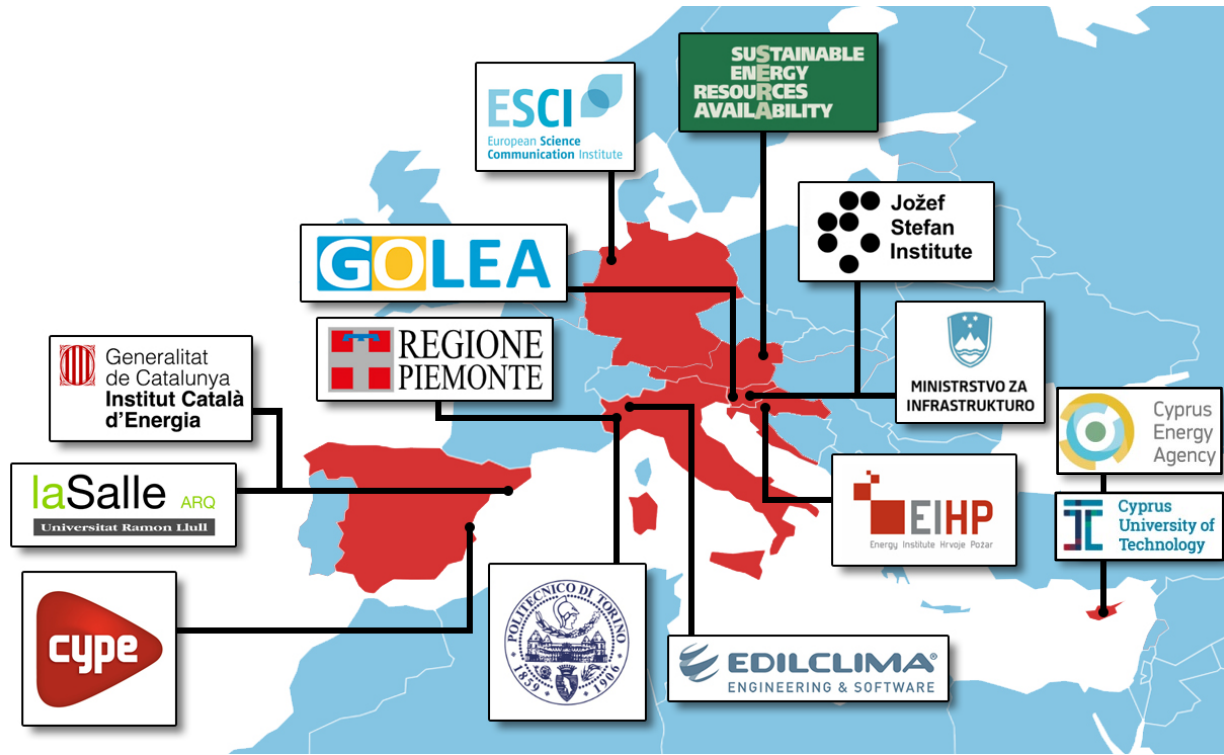 SUSTAINABLE
ENERGY
RESOURCES
AVAILABILITY
ESCI
European Science
Communication Institute
Jožef
Stefan
Institute
GOLEA
REGIONE
PIEMONTE
MINISTRSTVO ZA
INFRASTRUKTURO
Generalitat
de Catalunya
Institut Català
d'Energia
Cyprus
Energy
Agency
laSalle ARQ
Universitat Ramon Llull
EIHP
Energy Institute Hrvoje Požar
Cyprus
University of
Technology
cype
POLITECNICO DI TORINO
1859 1906
EDILCLIMA®
ENGINEERING & SOFTWARE